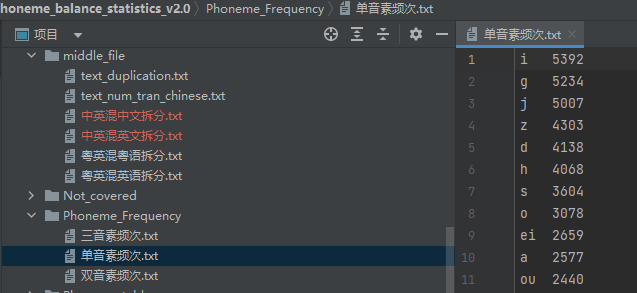 honeme_balance_statistics_v2.0 〉 Phoneme_Frequency 〉 单音素频次.txt
项目
单音素频次.txt
middle_file
text_duplication.txt
text_num_tran_chinese.txt
中英混中文拆分.txt
中英混英文拆分.txt
粤英混粤语拆分.txt
粤英混英语拆分.txt
Not_covered
Phoneme_Frequency
三音素频次.txt
单音素频次.txt
双音素频次.txt
1 i 5392
2 g 5234
3 j 5007
4 z 4303
5 d 4138
6 h 4068
7 s 3604
8 o 3078
9 ei 2659
10 a 2577
11 ou 2440